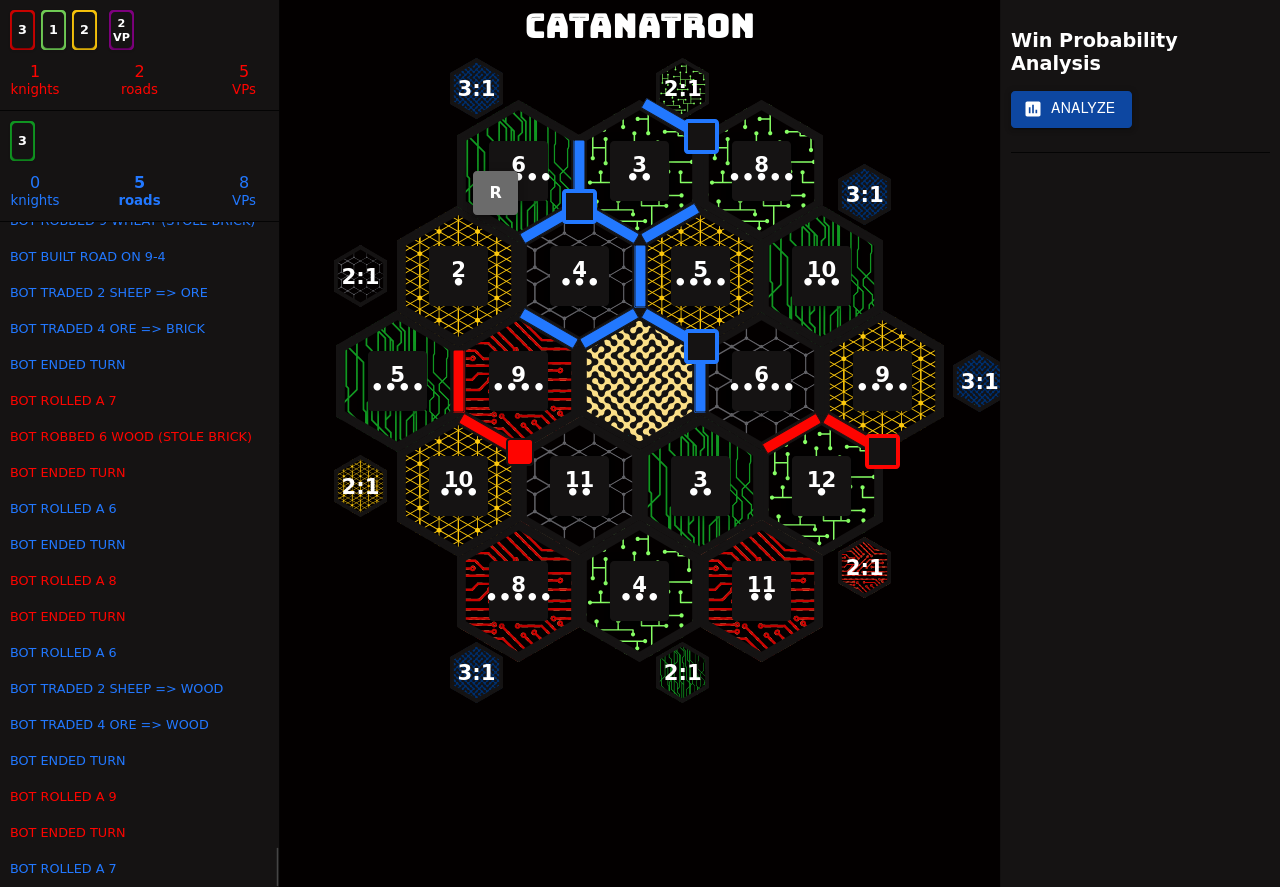 3 1 2 2 VP
1 2 5
knights roads VPs
3
0 5 8
knights roads VPs
BOT ROBBED 9 WHEAT (STOLE BRICK)
BOT BUILT ROAD ON 9-4
BOT TRADED 2 SHEEP => ORE
BOT TRADED 4 ORE => BRICK
BOT ENDED TURN
BOT ROLLED A 7
BOT ROBBED 6 WOOD (STOLE BRICK)
BOT ENDED TURN
BOT ROLLED A 6
BOT ENDED TURN
BOT ROLLED A 8
BOT ENDED TURN
BOT ROLLED A 6
BOT TRADED 2 SHEEP => WOOD
BOT TRADED 4 ORE => WOOD
BOT ENDED TURN
BOT ROLLED A 9
BOT ENDED TURN
BOT ROLLED A 7
CATANATRON
3:1 2:1
6 3 8
R 3:1
2:1 2 4 5 10
5 9 6 9 3:1
2:1 10 11 3 12
2:1
8 4 11
3:1 2:1
Win Probability
Analysis
ANALYZE